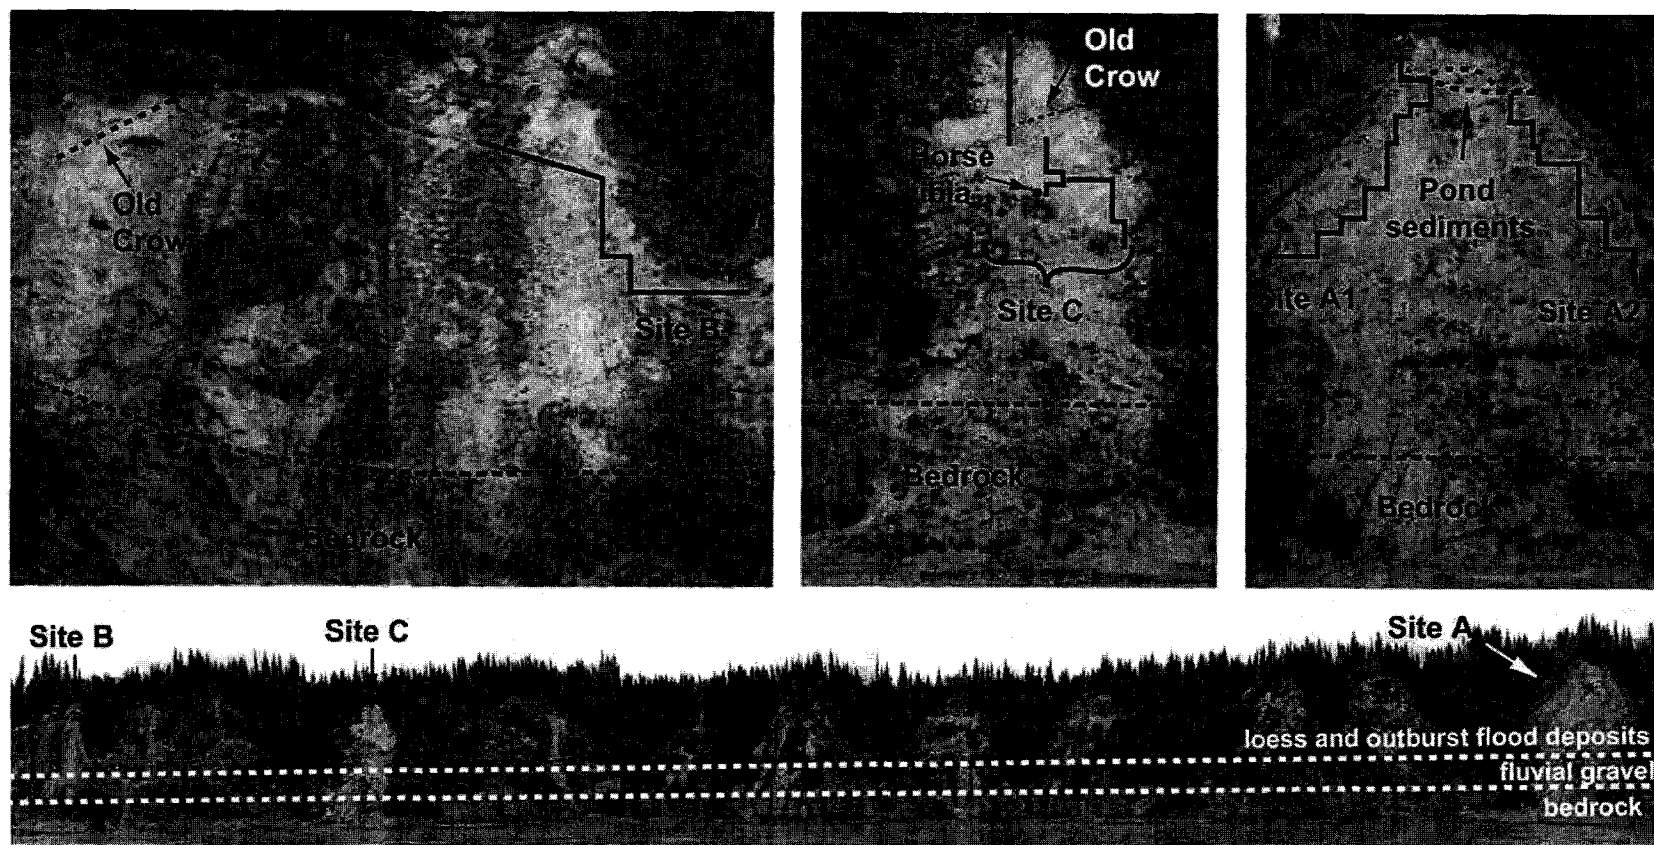 Old
Crow
Site B
Bedrock
Old
Crow
Horse
tibia
Site C
Bedrock
Pond
sediments
Site A1
Site A2
Bedrock
Site B
Site C
Site A
loess and outburst flood deposits
fluvial gravel
bedrock